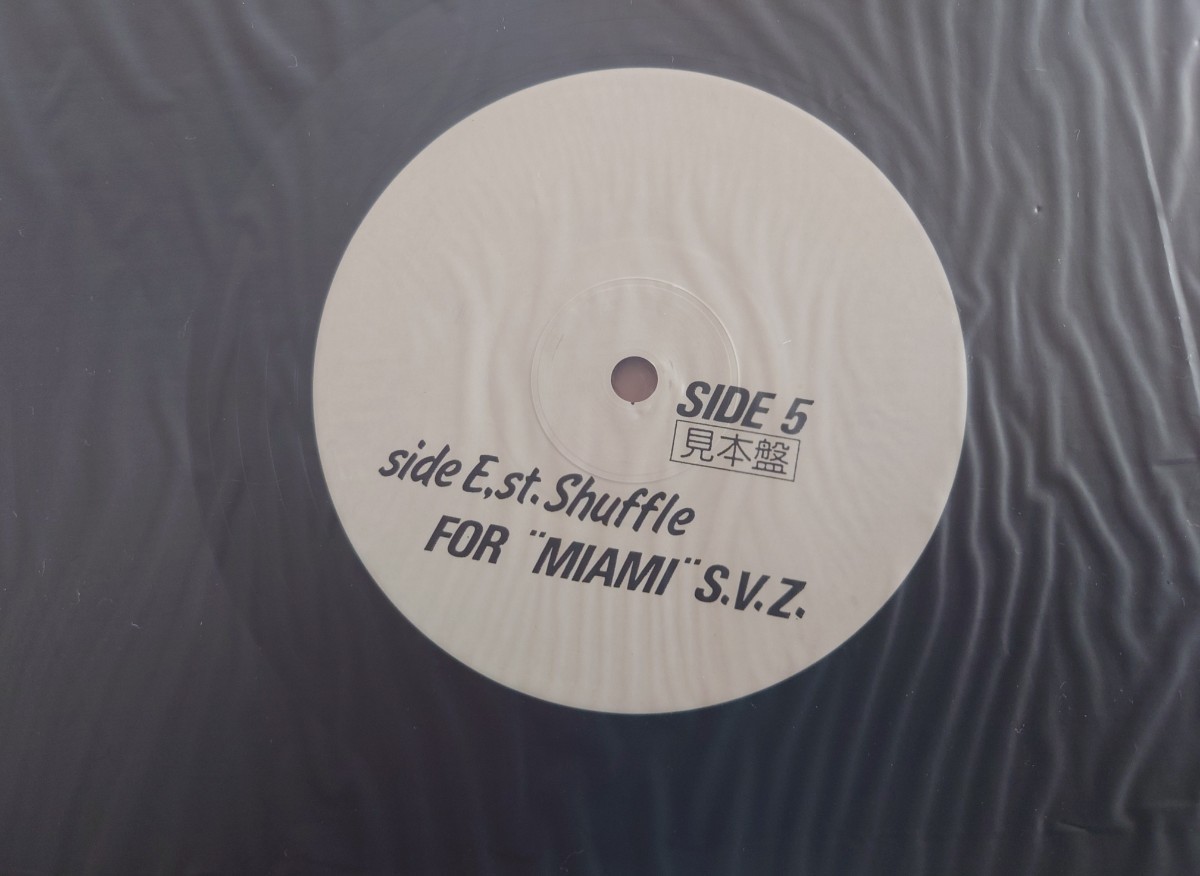 SIDE 5
見本盤
side E.st. Shuffle
FOR ¨MIAMI¨ S.V.Z.